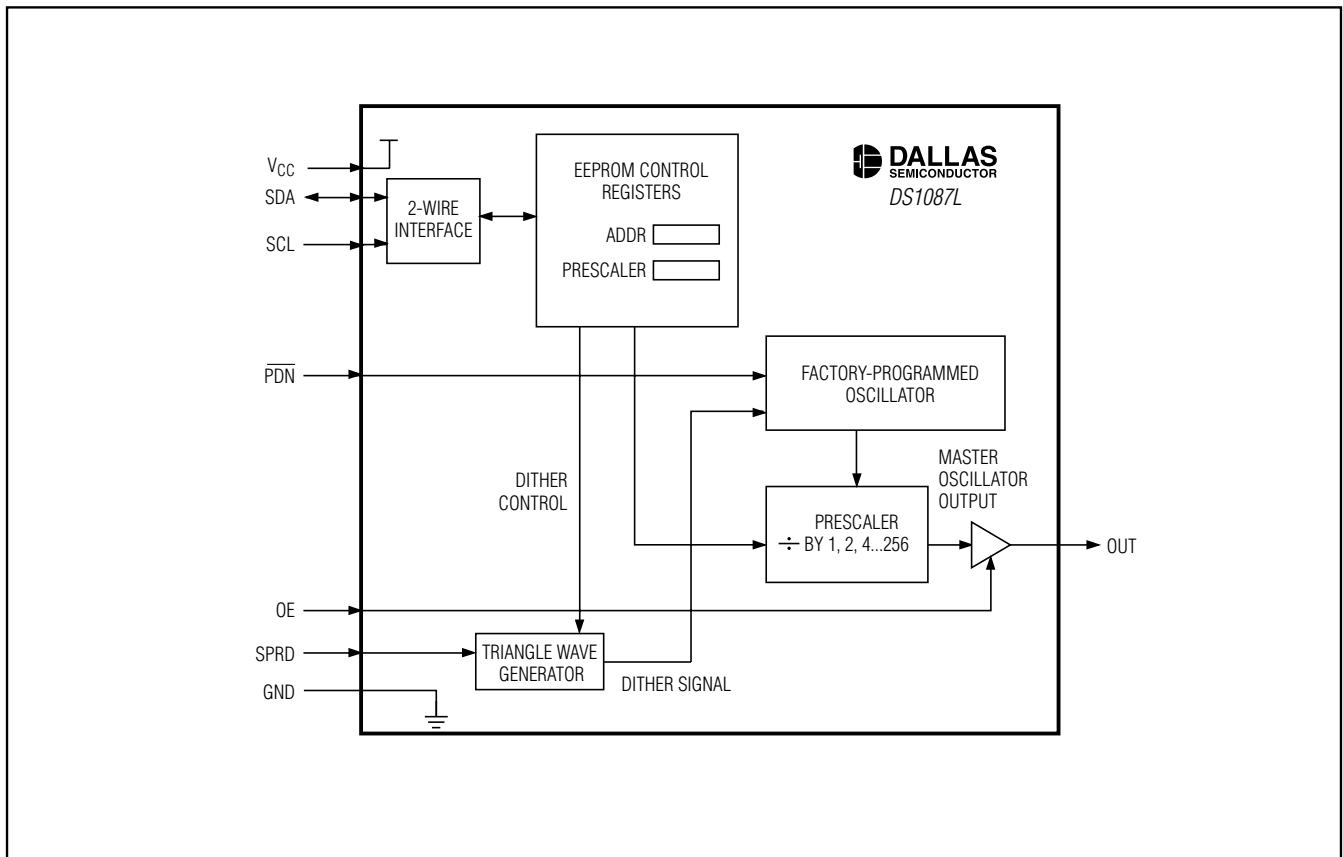 DALLAS
SEMICONDUCTOR
DS1087L
VCC
SDA
SCL
2-WIRE
INTERFACE
EEPROM CONTROL
REGISTERS
ADDR
PRESCALER
PDN
FACTORY-PROGRAMMED
OSCILLATOR
DITHER
CONTROL
MASTER
OSCILLATOR
OUTPUT
PRESCALER
÷ BY 1, 2, 4...256
OUT
OE
SPRD
GND
TRIANGLE WAVE
GENERATOR
DITHER SIGNAL